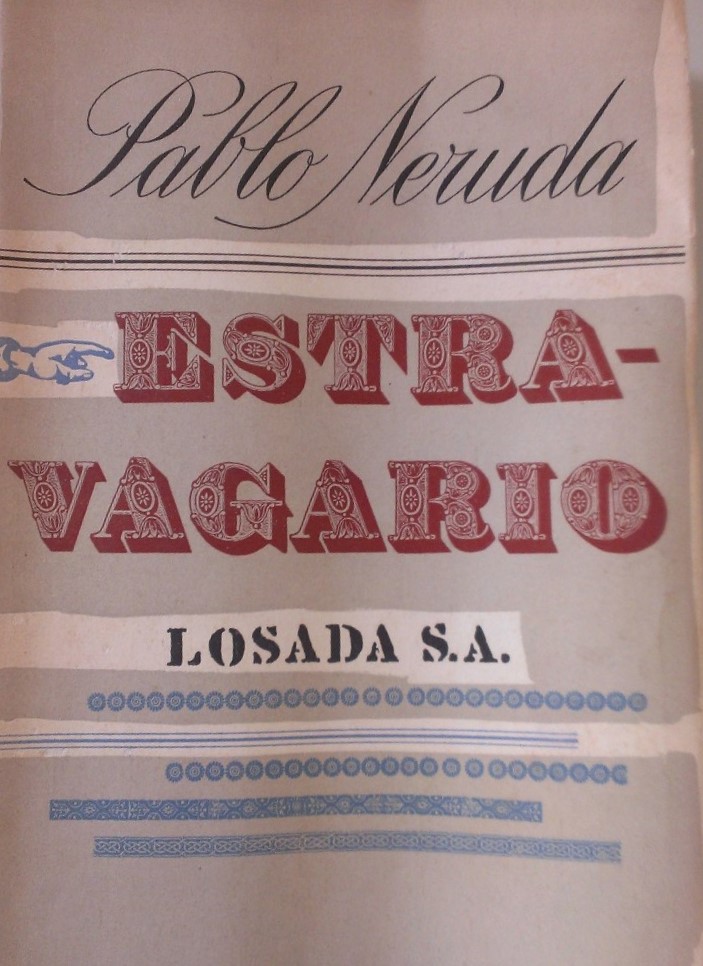 Pablo Neruda
ESTRA-
VAGARIO
LOSADA S.A.